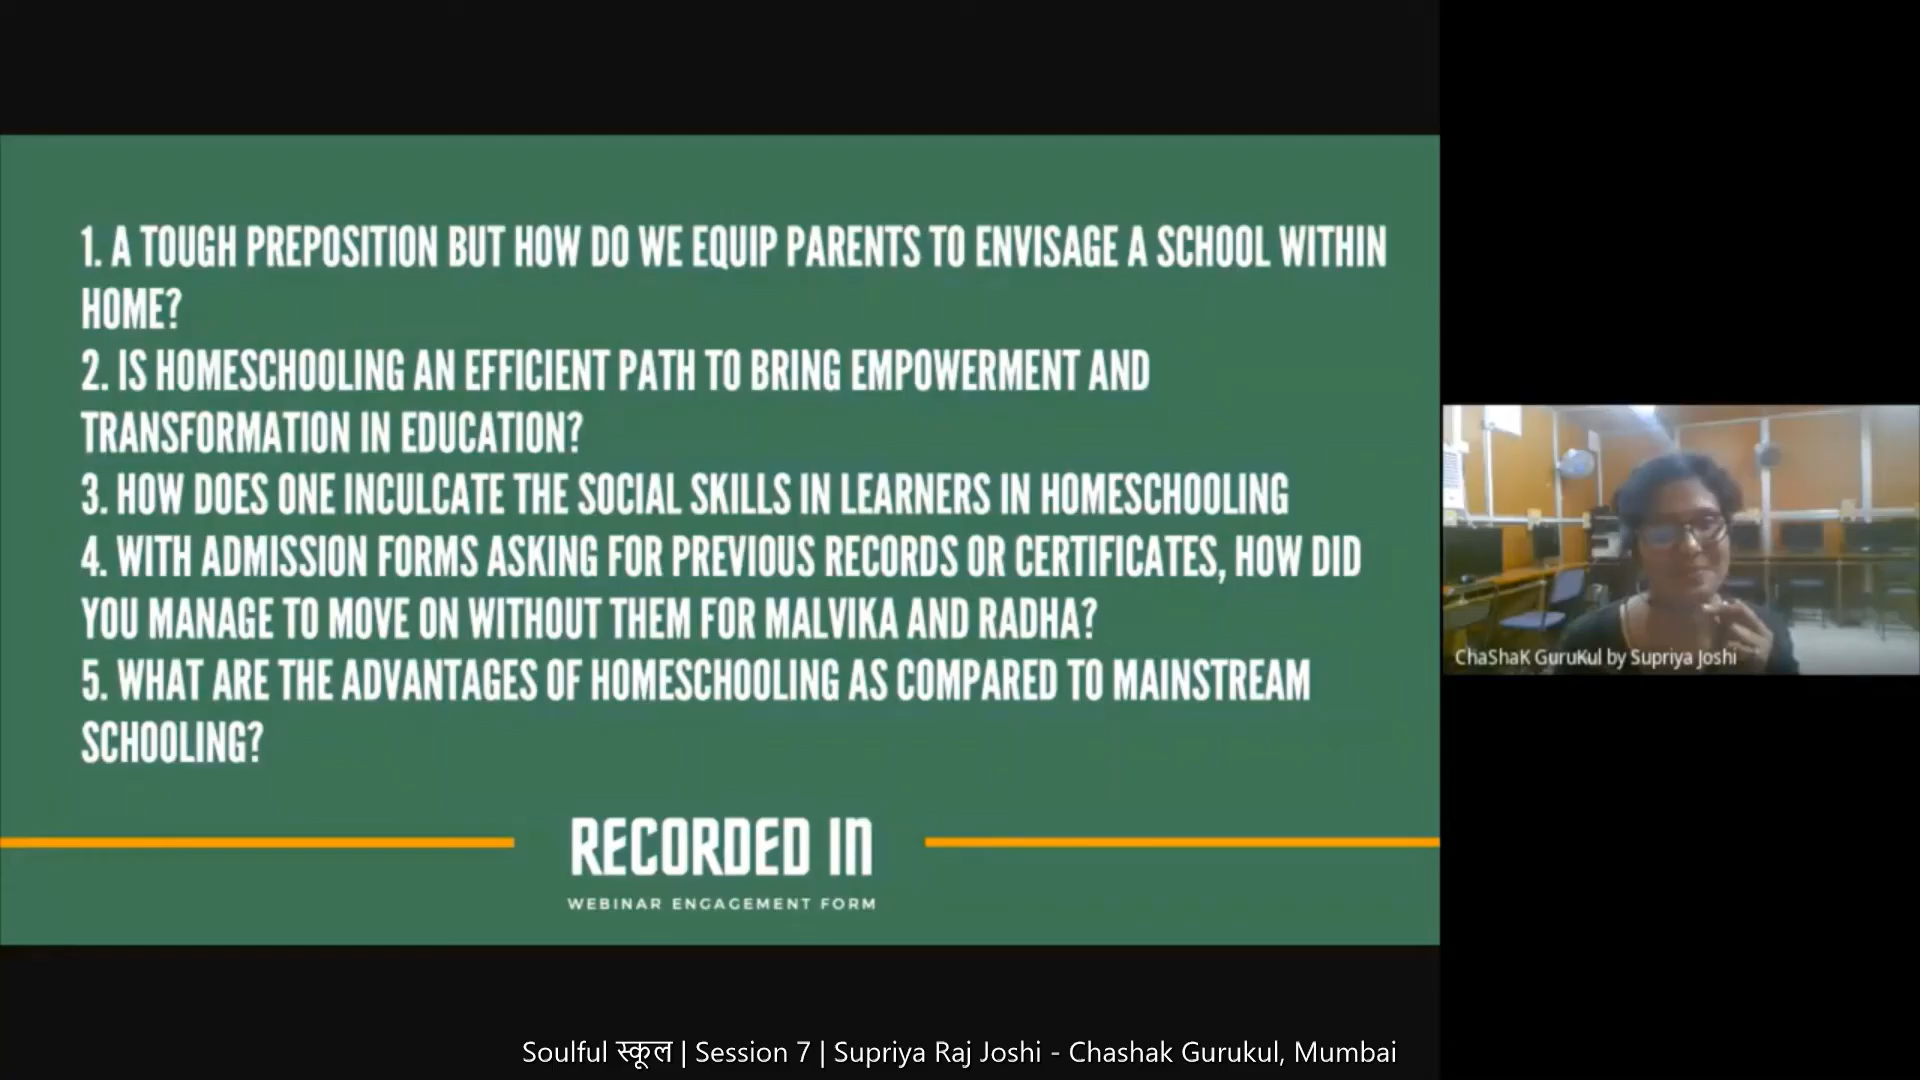 1. A TOUGH PREPOSITION BUT HOW DO WE EQUIP PARENTS TO ENVISAGE A SCHOOL WITHIN
HOME?
2. IS HOMESCHOOLING AN EFFICIENT PATH TO BRING EMPOWERMENT AND
TRANSFORMATION IN EDUCATION?
3. HOW DOES ONE INCULCATE THE SOCIAL SKILLS IN LEARNERS IN HOMESCHOOLING
4. WITH ADMISSION FORMS ASKING FOR PREVIOUS RECORDS OR CERTIFICATES, HOW DID
YOU MANAGE TO MOVE ON WITHOUT THEM FOR MALVIKA AND RADHA?
5. WHAT ARE THE ADVANTAGES OF HOMESCHOOLING AS COMPARED TO MAINSTREAM
SCHOOLING?
RECORDED IN
WEBINAR ENGAGEMENT FORM
ChaShaK GuruKul by Supriya Joshi
Soulful स्कूल | Session 7 | Supriya Raj Joshi - Chashak Gurukul, Mumbai